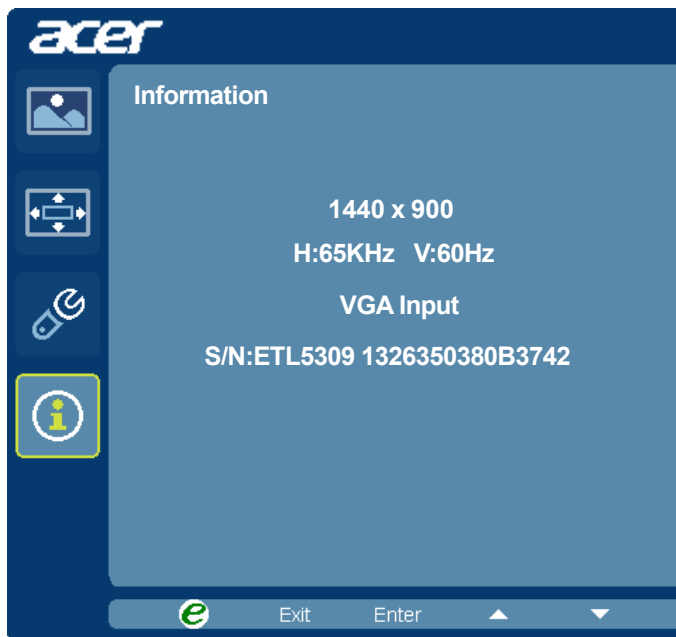 acer
Information
1440 x 900
H:65KHz V:60Hz
VGA Input
S/N:ETL5309 1326350380B3742
e Exit Enter